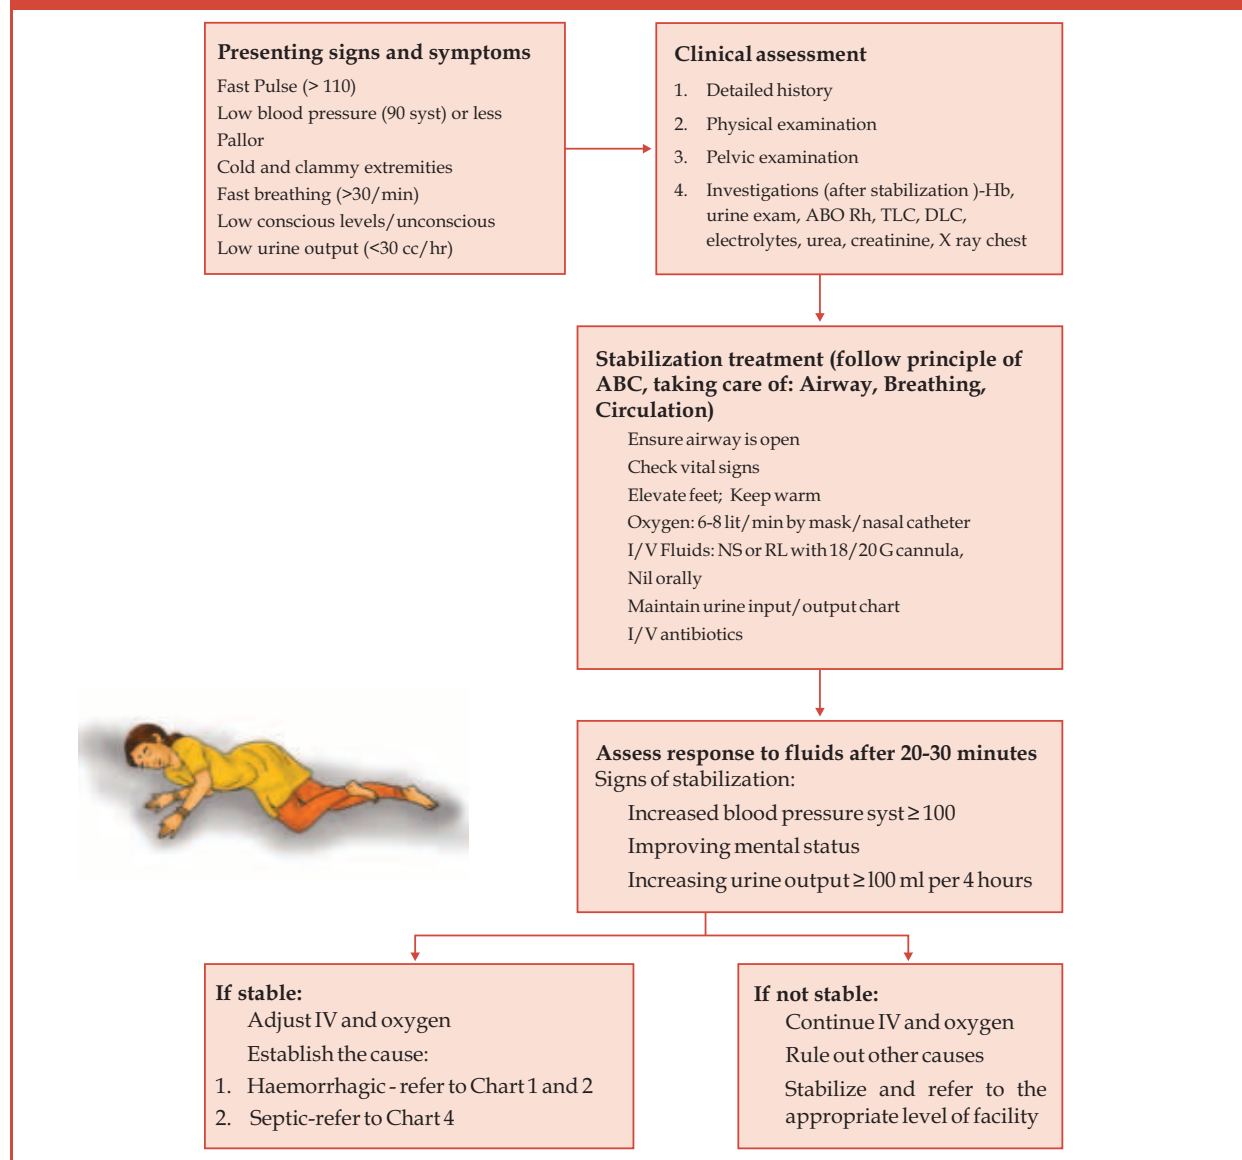 Presenting signs and symptoms
Fast Pulse (> 110)
Low blood pressure (90 syst) or less
Pallor
Cold and clammy extremities
Fast breathing (>30/min)
Low conscious levels/unconscious
Low urine output (<30 cc/hr)
Clinical assessment
1. Detailed history
2. Physical examination
3. Pelvic examination
4. Investigations (after stabilization )-Hb,
urine exam, ABO Rh, TLC, DLC,
electrolytes, urea, creatinine, X ray chest
Stabilization treatment (follow principle of
ABC, taking care of: Airway, Breathing,
Circulation)
Ensure airway is open
Check vital signs
Elevate feet; Keep warm
Oxygen: 6-8 lit/min by mask/nasal catheter
I/V Fluids: NS or RL with 18/20 G cannula,
Nil orally
Maintain urine input/output chart
I/V antibiotics
Assess response to fluids after 20-30 minutes
Signs of stabilization:
Increased blood pressure syst ≥ 100
Improving mental status
Increasing urine output ≥100 ml per 4 hours
If stable:
Adjust IV and oxygen
Establish the cause:
1. Haemorrhagic - refer to Chart 1 and 2
2. Septic-refer to Chart 4
If not stable:
Continue IV and oxygen
Rule out other causes
Stabilize and refer to the
appropriate level of facility